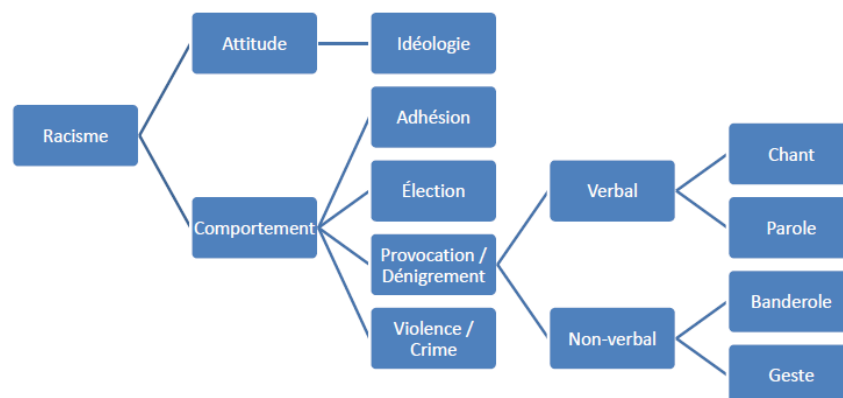 Racisme
Attitude
Comportement
Idéologie
Adhésion
Élection
Provocation /
Dénigrement
Violence /
Crime
Verbal
Non-verbal
Chant
Parole
Banderole
Geste